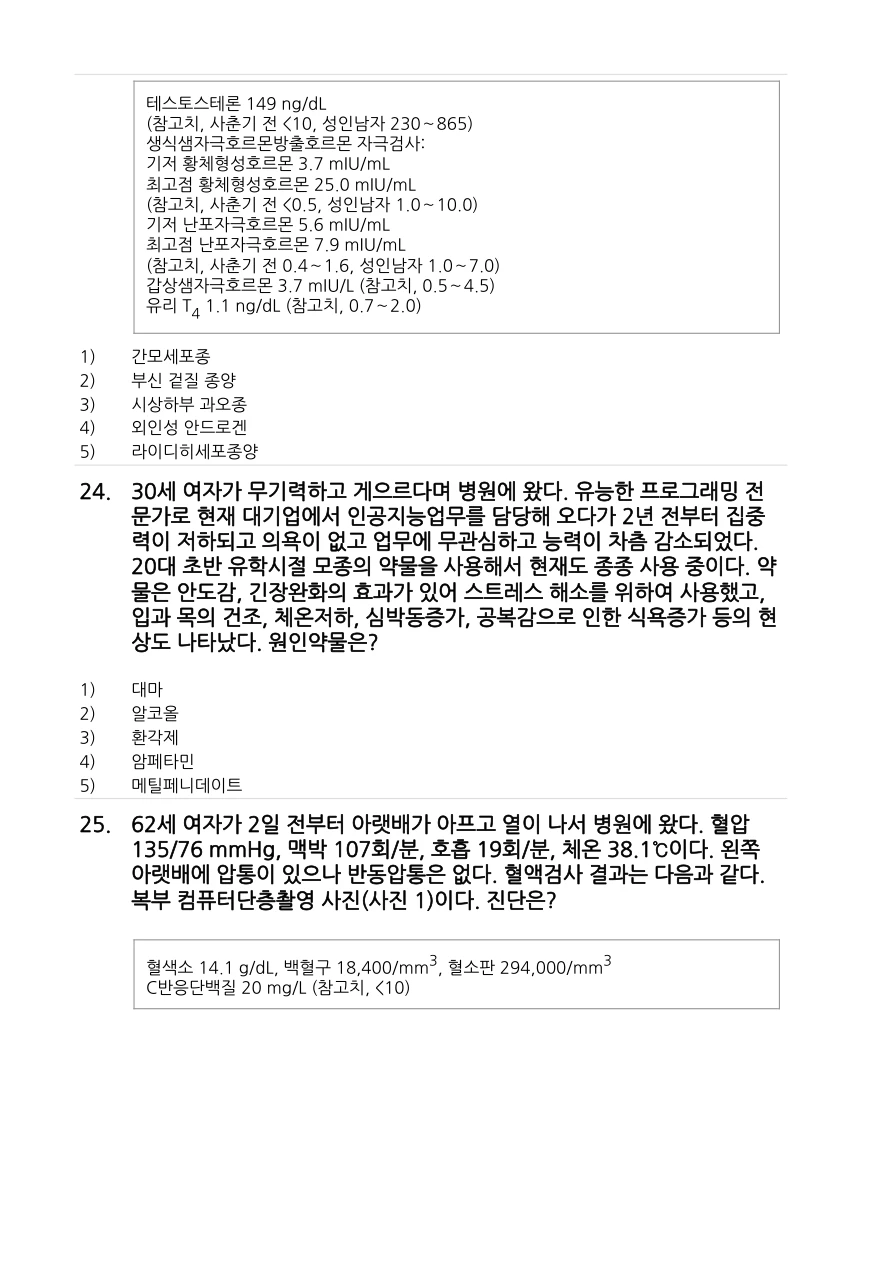 테스토스테론 149 ng/dL
(참고치, 사춘기 전 <10, 성인남자 230~865)
생식샘자극호르몬방출호르몬 자극검사:
기저 황체형성호르몬 3.7 mIU/mL
최고점 황체형성호르몬 25.0 mIU/mL
(참고치, 사춘기 전 <0.5, 성인남자 1.0~10.0)
기저 난포자극호르몬 5.6 mIU/mL
최고점 난포자극호르몬 7.9 mIU/mL
(참고치, 사춘기 전 0.4~1.6, 성인남자 1.0~7.0)
갑상샘자극호르몬 3.7 mIU/L (참고치, 0.5~4.5)
유리 T4 1.1 ng/dL (참고치, 0.7~2.0)
1) 간모세포종
2) 부신 겉질 종양
3) 시상하부 과오종
4) 외인성 안드로겐
5) 라이디히세포종양
24. 30세 여자가 무기력하고 게으르다며 병원에 왔다. 유능한 프로그래밍 전
문가로 현재 대기업에서 인공지능업무를 담당해 오다가 2년 전부터 집중
력이 저하되고 의욕이 없고 업무에 무관심하고 능력이 차츰 감소되었다.
20대 초반 유학시절 모종의 약물을 사용해서 현재도 종종 사용 중이다. 약
물은 안도감, 긴장완화의 효과가 있어 스트레스 해소를 위하여 사용했고,
입과 목의 건조, 체온저하, 심박동증가, 공복감으로 인한 식욕증가 등의 현
상도 나타났다. 원인약물은?
1) 대마
2) 알코올
3) 환각제
4) 암페타민
5) 메틸페니데이트
25. 62세 여자가 2일 전부터 아랫배가 아프고 열이 나서 병원에 왔다. 혈압
135/76 mmHg, 맥박 107회/분, 호흡 19회/분, 체온 38.1℃이다. 왼쪽
아랫배에 압통이 있으나 반동압통은 없다. 혈액검사 결과는 다음과 같다.
복부 컴퓨터단층촬영 사진(사진 1)이다. 진단은?
혈색소 14.1 g/dL, 백혈구 18,400/mm3, 혈소판 294,000/mm3
C반응단백질 20 mg/L (참고치, <10)